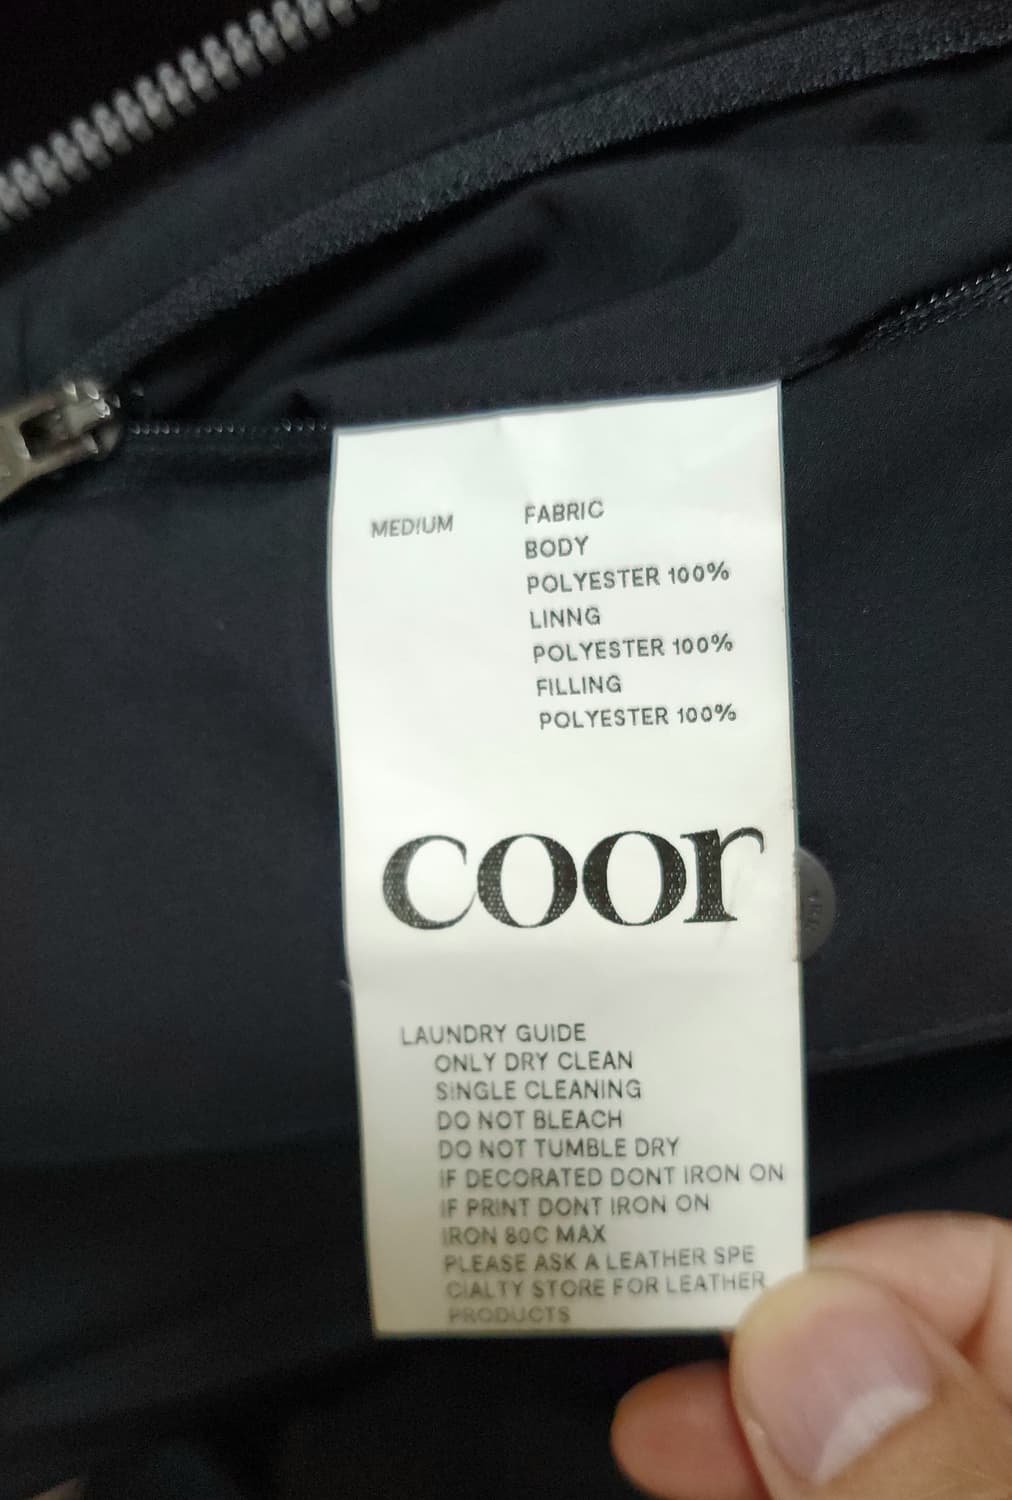 MEDIUM
FABRIC
BODY
POLYESTER 100%
LINNG
POLYESTER 100%
FILLING
POLYESTER 100%
coor
LAUNDRY GUIDE
ONLY DRY CLEAN
SINGLE CLEANING
DO NOT BLEACH
DO NOT TUMBLE DRY
IF DECORATED DONT IRON ON
IF PRINT DONT IRON ON
IRON 80C MAX
PLEASE ASK A LEATHER SPE
CIALTY STORE FOR LEATHER
PRODUCTS